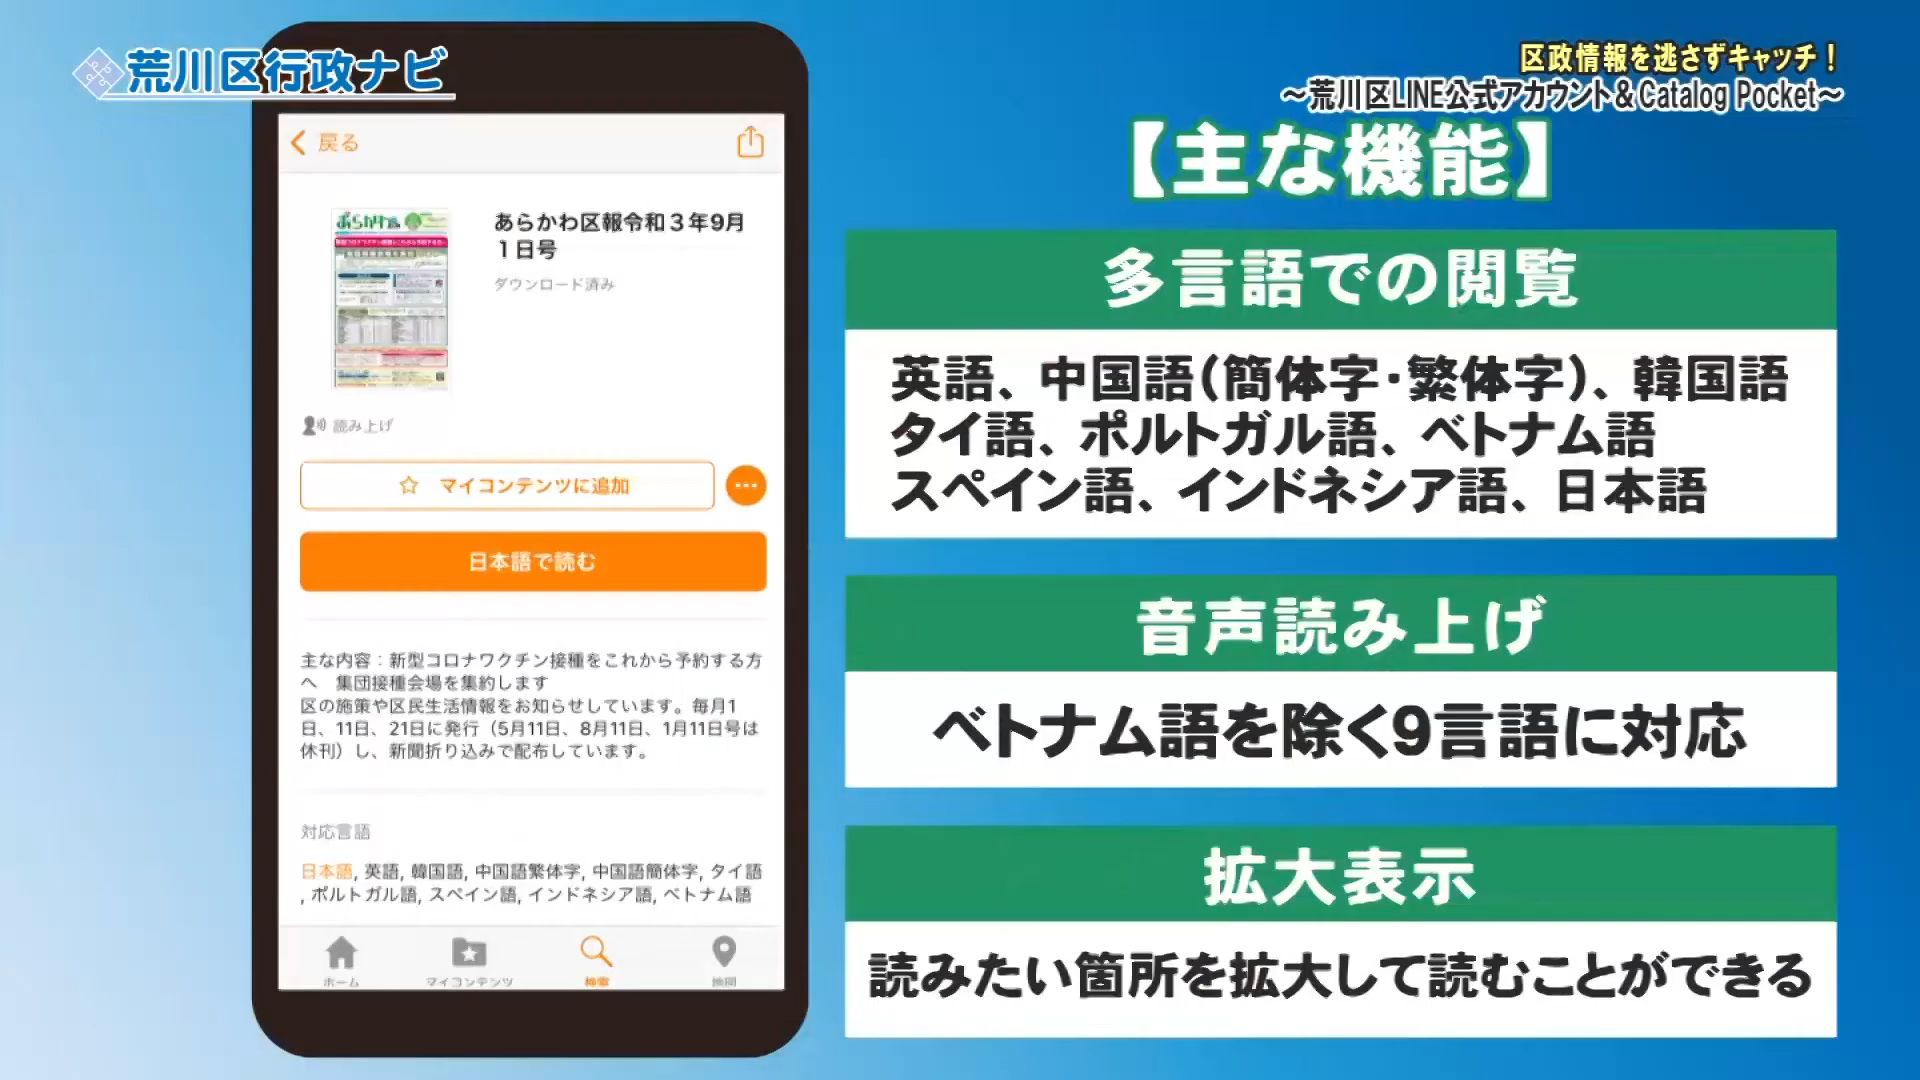 荒川区行政ナビ
区政情報を逃さずキャッチ！
～荒川区LINE公式アカウント＆Catalog Pocket～
戻る
あらかわ区報令和３年9月
１日号
ダウンロード済み
読み上げ
マイコンテンツに追加
日本語で読む
主な内容：新型コロナワクチン接種をこれから予約する方
へ　集団接種会場を集約します
区の施策や区民生活情報をお知らせしています。毎月1
日、11日、21日に発行（5月11日、8月11日、1月11日号は
休刊）し、新聞折り込みで配布しています。
対応言語
日本語, 英語, 韓国語, 中国語繁体字, 中国語簡体字, タイ語
, ポルトガル語, スペイン語, インドネシア語, ベトナム語
ホーム
マイコンテンツ
検索
地図
【主な機能】
多言語での閲覧
英語、中国語（簡体字・繁体字）、韓国語
タイ語、ポルトガル語、ベトナム語
スペイン語、インドネシア語、日本語
音声読み上げ
ベトナム語を除く9言語に対応
拡大表示
読みたい箇所を拡大して読むことができる